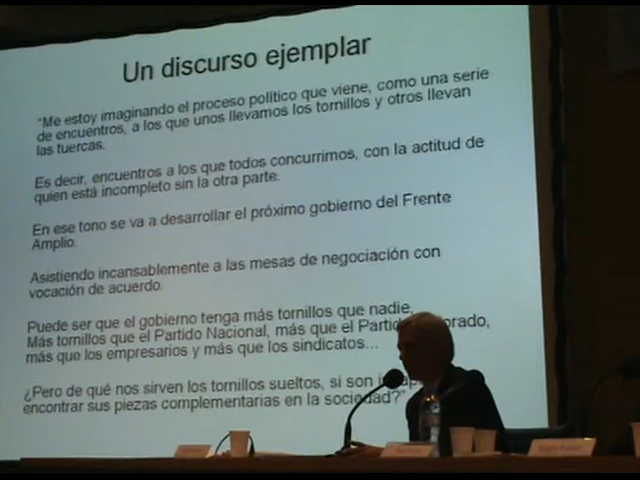 Un discurso ejemplar
"Me estoy imaginando el proceso político que viene, como una serie
de encuentros, a los que unos llevamos los tornillos y otros llevan
las tuercas.
Es decir, encuentros a los que todos concurrimos, con la actitud de
quien está incompleto sin la otra parte.
En ese tono se va a desarrollar el próximo gobierno del Frente
Amplio.
Asistiendo incansablemente a las mesas de negociación con
vocación de acuerdo.
Puede ser que el gobierno tenga más tornillos que nadie.
Más tornillos que el Partido Nacional, más que el Partid orado,
más que los empresarios y más que los sindicatos...
¿Pero de qué nos sirven los tornillos sueltos, si son
encontrar sus piezas complementarias en la sociedad?"